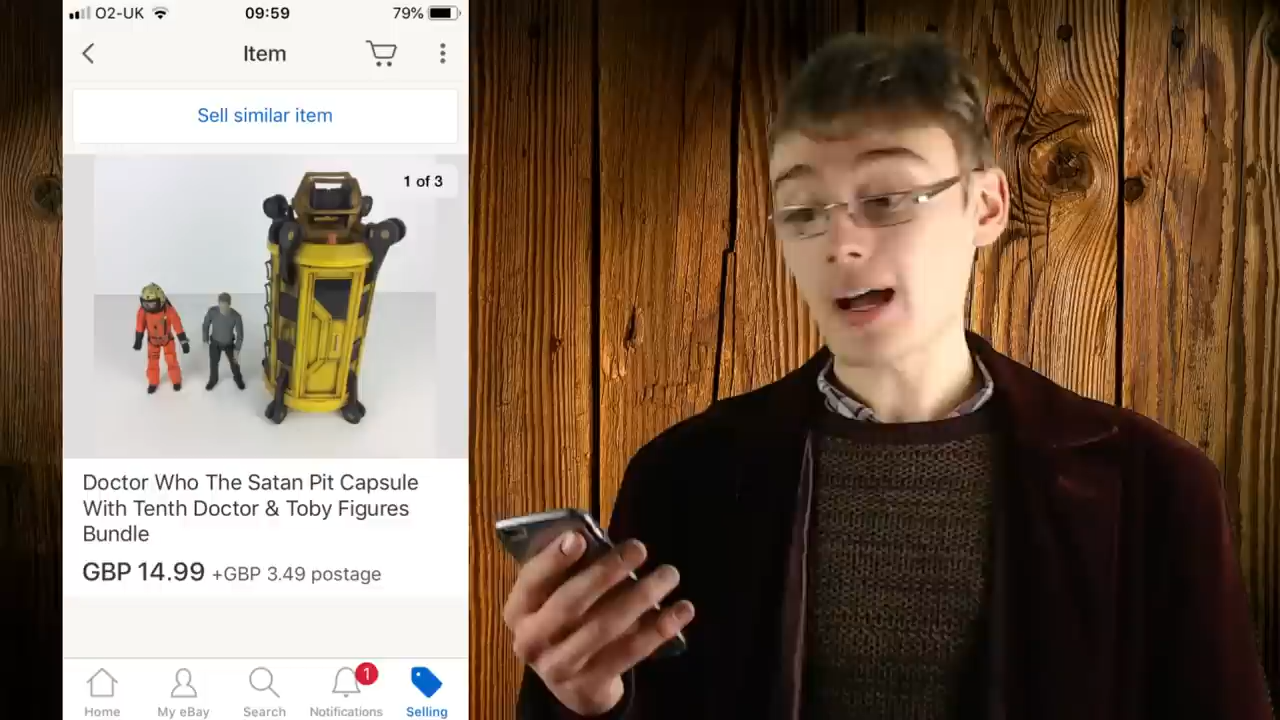 O2-UK 09:59 79%
Item
Sell similar item
1 of 3
Doctor Who The Satan Pit Capsule
With Tenth Doctor & Toby Figures
Bundle
GBP 14.99 +GBP 3.49 postage
1
Home My eBay Search Notifications Selling